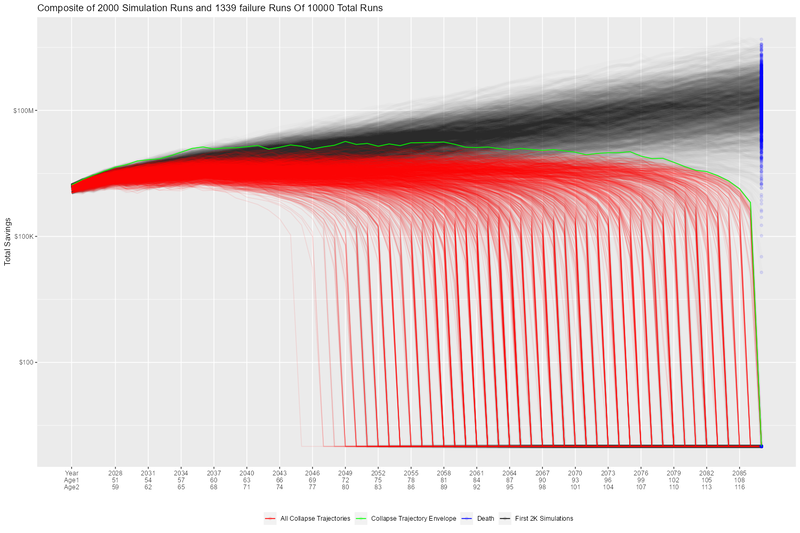 Composite of 2000 Simulation Runs and 1339 failure Runs Of 10000 Total Runs
Total Savings
$100M
$100K
$100
Year 2028 2031 2034 2037 2040 2043 2046 2049 2052 2055 2058 2061 2064 2067 2070 2073 2076 2079 2082 2085
Age1 51 54 57 60 63 66 69 72 75 78 81 84 87 90 93 96 99 102 105 108
Age2 59 62 65 68 71 74 77 80 83 86 89 92 95 98 101 104 107 110 113 116
All Collapse Trajectories Collapse Trajectory Envelope Death First 2K Simulations